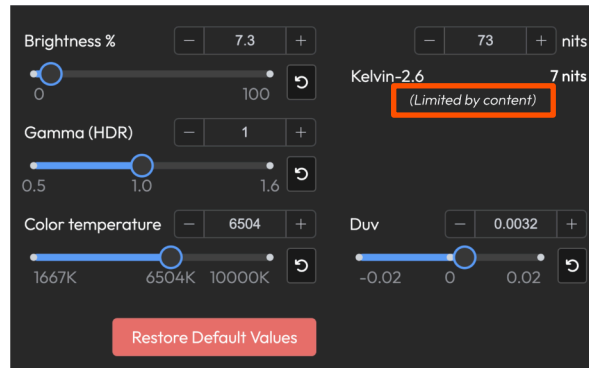 Brightness % − 7.3 + − 73 + nits
Kelvin-2.6 7 nits
0 100
(Limited by content)
Gamma (HDR) − 1 +
0.5 1.0 1.6
Color temperature − 6504 + Duv − 0.0032 +
1667K 6504K 10000K -0.02 0 0.02
Restore Default Values